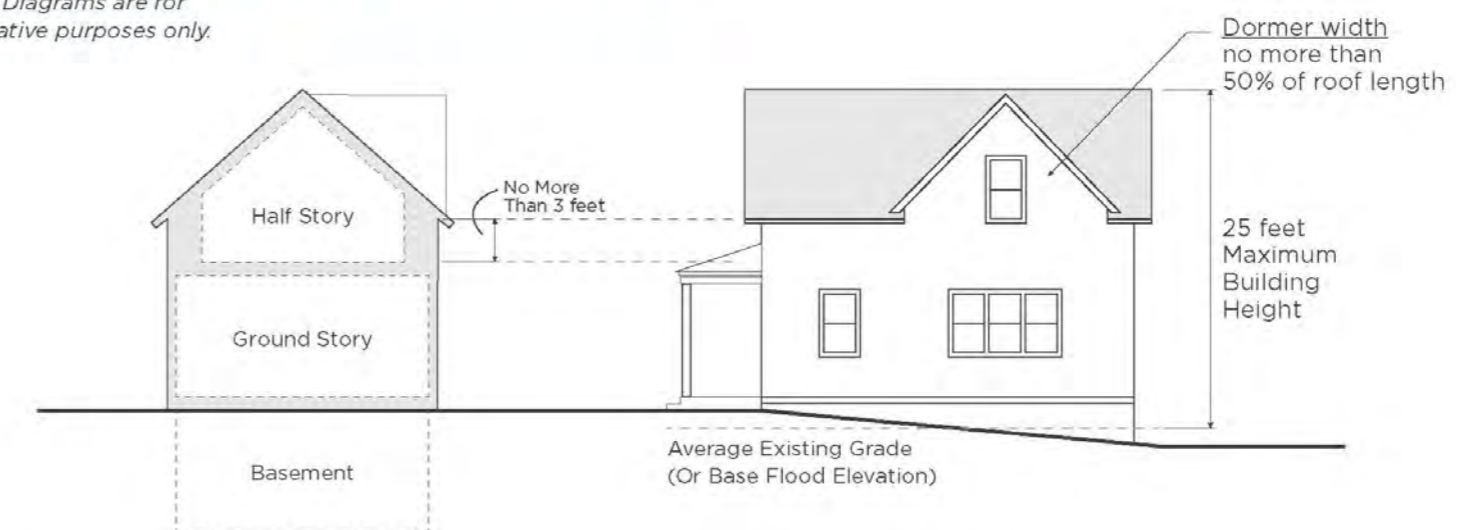 Diagrams are for
purposes only.
Dormer width
no more than
50% of roof length
No More
Than 3 feet
Half Story
25 feet
Maximum
Building
Height
Ground Story
Average Existing Grade
(Or Base Flood Elevation)
Basement